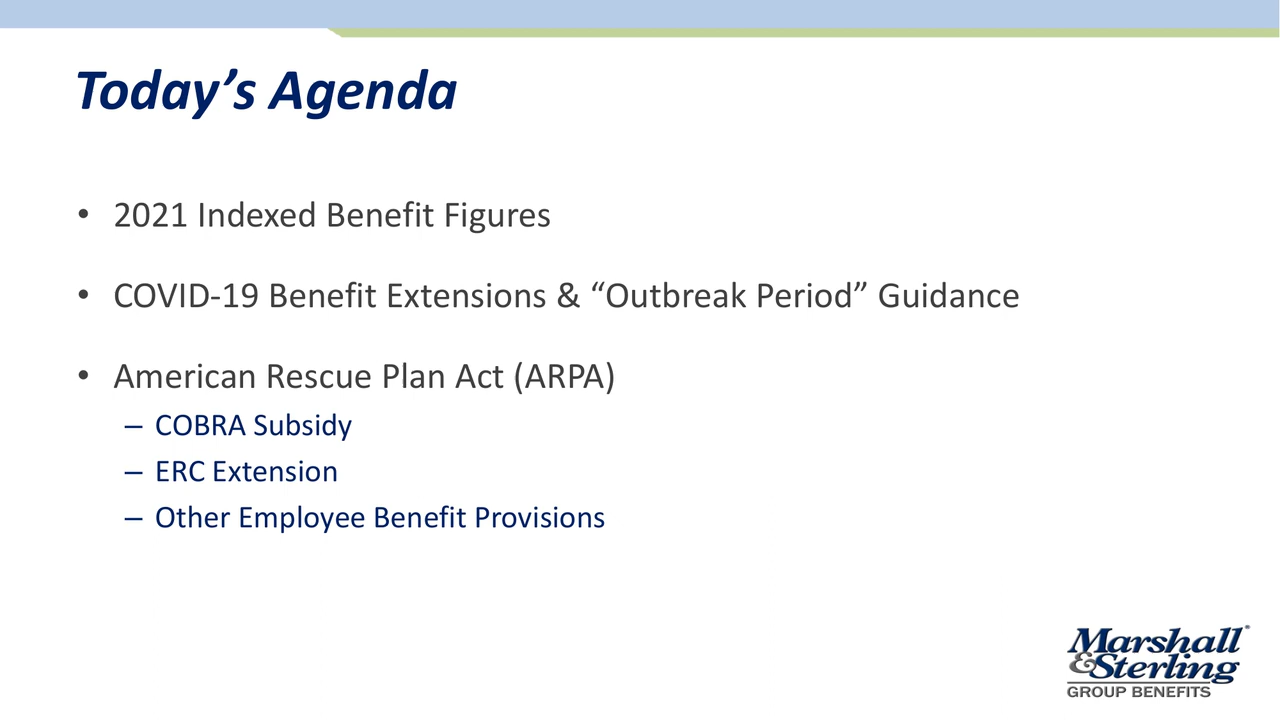 Today’s Agenda
• 2021 Indexed Benefit Figures
• COVID-19 Benefit Extensions & “Outbreak Period” Guidance
• American Rescue Plan Act (ARPA)
– COBRA Subsidy
– ERC Extension
– Other Employee Benefit Provisions
Marshall
&Sterling
GROUP BENEFITS